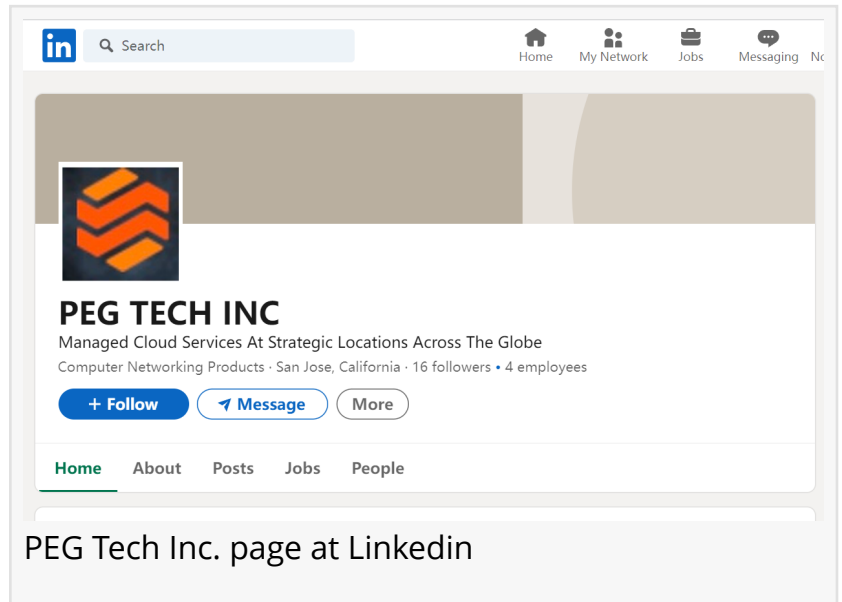 in Search
Home My Network Jobs Messaging No
PEG TECH INC
Managed Cloud Services At Strategic Locations Across The Globe
Computer Networking Products · San Jose, California · 16 followers • 4 employees
+ Follow Message More
Home About Posts Jobs People
PEG Tech Inc. page at Linkedin